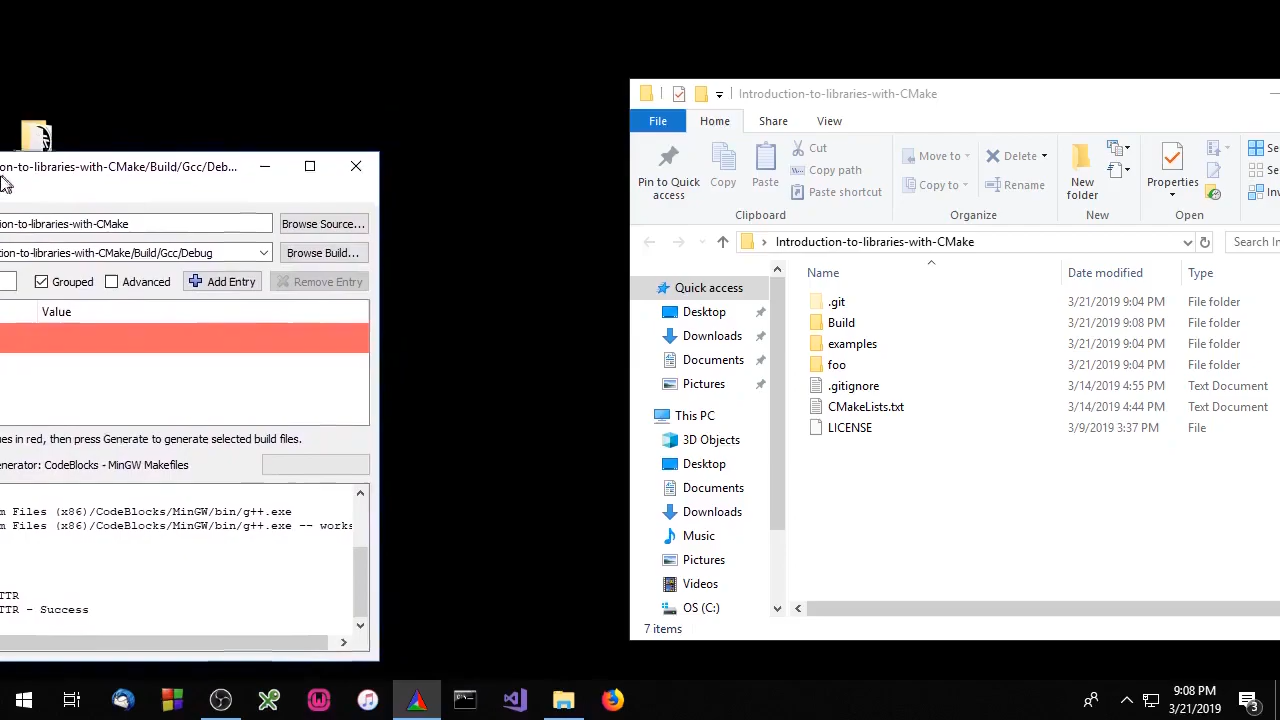 on-to-libraries-with-CMake/Build/Gcc/Deb...
ion-to-libraries-with-CMake
Browse Source...
ion-to-libraries-with-CMake/Build/Gcc/Debug
Browse Build...
Grouped
Advanced
Add Entry
Remove Entry
Value
es in red, then press Generate to generate selected build files.
enerator: CodeBlocks - MinGW Makefiles
m Files (x86)/CodeBlocks/MinGW/bin/g++.exe
m Files (x86)/CodeBlocks/MinGW/bin/g++.exe -- works
TTR
TTR - Success
Introduction-to-libraries-with-CMake
File
Home
Share
View
Pin to Quick
access
Copy
Paste
Cut
Copy path
Paste shortcut
Clipboard
Move to
Copy to
Delete
Rename
Organize
New
folder
New
Properties
Open
Se
Se
Inv
Introduction-to-libraries-with-CMake
Search In
Quick access
Desktop
Downloads
Documents
Pictures
This PC
3D Objects
Desktop
Documents
Downloads
Music
Pictures
Videos
OS (C:)
Name
Date modified
Type
.git
3/21/2019 9:04 PM
File folder
Build
3/21/2019 9:08 PM
File folder
examples
3/21/2019 9:04 PM
File folder
foo
3/21/2019 9:04 PM
File folder
.gitignore
3/14/2019 4:55 PM
Text Document
CMakeLists.txt
3/14/2019 4:44 PM
Text Document
LICENSE
3/9/2019 3:37 PM
File
7 items
9:08 PM
3/21/2019
3